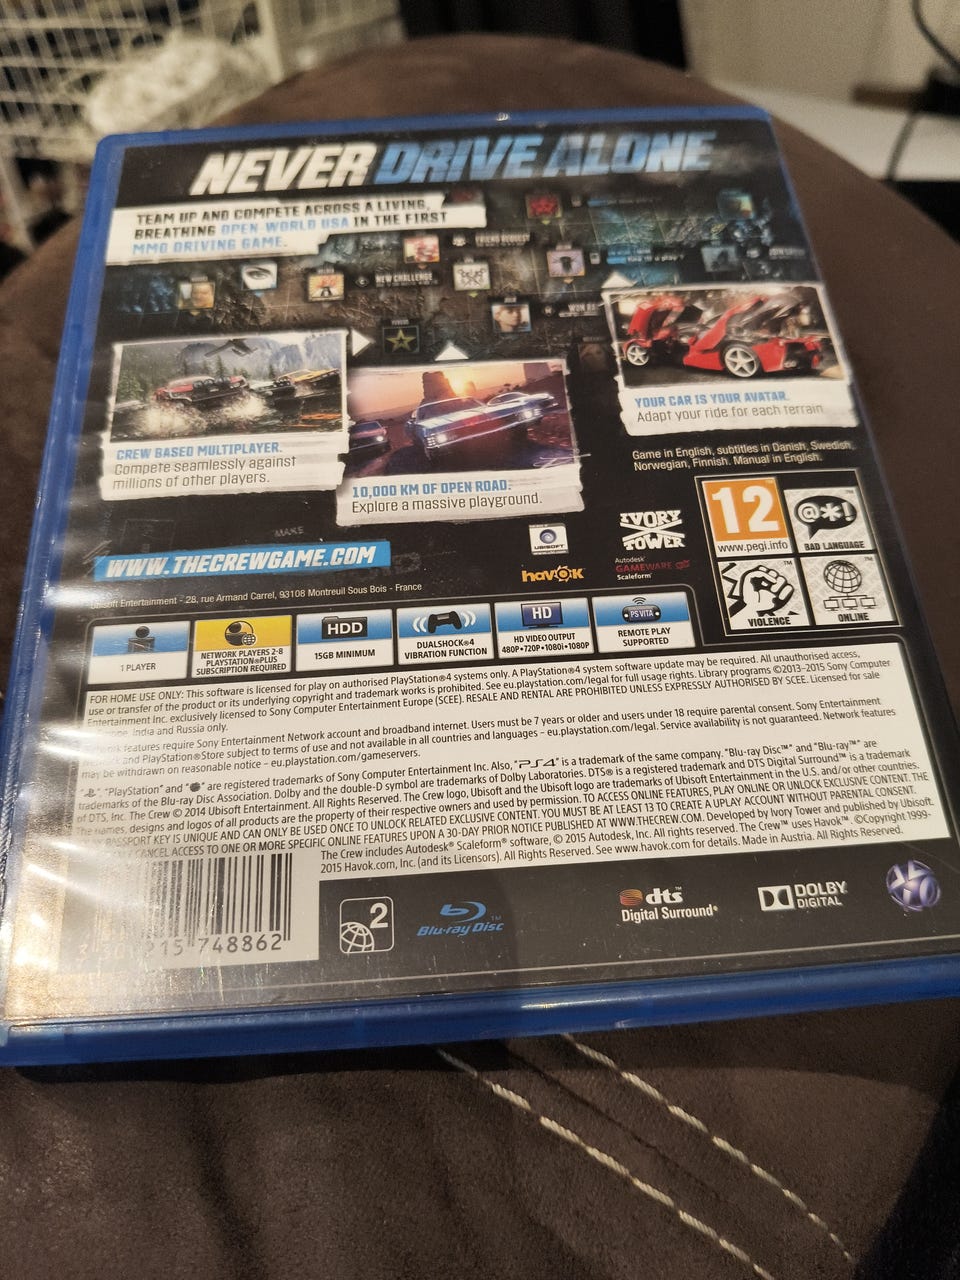 NEVER DRIVE ALONE
TEAM UP AND COMPETE ACROSS A LIVING,
BREATHING OPEN-WORLD USA IN THE FIRST
MMO DRIVING GAME.
NEW CHALLENGE
YOUR CAR IS YOUR AVATAR.
Adapt your ride for each terrain
CREW BASED MULTIPLAYER.
Compete seamlessly against
millions of other players.
10,000 KM OF OPEN ROAD:
Explore a massive playground.
Game in English, subtitles in Danish, Swedish,
Norwegian, Finnish. Manual in English.
MAKE
WWW.THECREWGAME.COM
UBISOFT
IVORY
TOWER
havok
Autodesk
GAMEWARE
Scaleform
12
www.pegi.info
@*!
BAD LANGUAGE
VIOLENCE
ONLINE
Ubisoft Entertainment - 28, rue Armand Carrel, 93108 Montreuil Sous Bois - France
1 PLAYER
NETWORK PLAYERS 2-8
PLAYSTATION®PLUS
SUBSCRIPTION REQUIRED
HDD
15GB MINIMUM
DUALSHOCK®4
VIBRATION FUNCTION
HD
HD VIDEO OUTPUT
480P•720P•1080i•1080P
PS VITA
REMOTE PLAY
SUPPORTED
FOR HOME USE ONLY: This software is licensed for play on authorised PlayStation®4 systems only. A PlayStation®4 system software update may be required. All unauthorised access,
use or transfer of the product or its underlying copyright and trademark works is prohibited. See eu.playstation.com/legal for full usage rights. Library programs ©2013-2015 Sony Computer
Entertainment Inc. exclusively licensed to Sony Computer Entertainment Europe (SCEE). RESALE AND RENTAL ARE PROHIBITED UNLESS EXPRESSLY AUTHORISED BY SCEE. Licensed for sale
India and Russia only.
features require Sony Entertainment Network account and broadband internet. Users must be 7 years or older and users under 18 require parental consent. Sony Entertainment
and PlayStation®Store subject to terms of use and not available in all countries and languages – eu.playstation.com/legal. Service availability is not guaranteed. Network features
may be withdrawn on reasonable notice – eu.playstation.com/gameservers.
" ", "PlayStation" and " " are registered trademarks of Sony Computer Entertainment Inc. Also, "PS4" is a trademark of the same company. "Blu-ray Disc™" and "Blu-ray™" are
trademarks of the Blu-ray Disc Association. Dolby and the double-D symbol are trademarks of Dolby Laboratories. DTS® is a registered trademark and DTS Digital Surround™ is a trademark
of DTS, Inc. The Crew © 2014 Ubisoft Entertainment. All Rights Reserved. The Crew logo, Ubisoft and the Ubisoft logo are trademarks of Ubisoft Entertainment in the U.S. and/or other countries.
The names, designs and logos of all products are the property of their respective owners and used by permission. TO ACCESS ONLINE FEATURES, PLAY ONLINE OR UNLOCK EXCLUSIVE CONTENT. THE
PASSPORT KEY IS UNIQUE AND CAN ONLY BE USED ONCE TO UNLOCK RELATED EXCLUSIVE CONTENT. YOU MUST BE AT LEAST 13 TO CREATE A UPLAY ACCOUNT WITHOUT PARENTAL CONSENT.
CANCEL ACCESS TO ONE OR MORE SPECIFIC ONLINE FEATURES UPON A 30-DAY PRIOR NOTICE PUBLISHED AT WWW.THECREW.COM. Developed by Ivory Tower and published by Ubisoft.
The Crew includes Autodesk® Scaleform® software, © 2015 Autodesk, Inc. All rights reserved. The Crew™ uses Havok™. ©Copyright 1999-
2015 Havok.com, Inc. (and its Licensors). All Rights Reserved. See www.havok.com for details. Made in Austria. All Rights Reserved.
215 748862
2
Blu-ray Disc™
dts™
Digital Surround®
DOLBY
DIGITAL